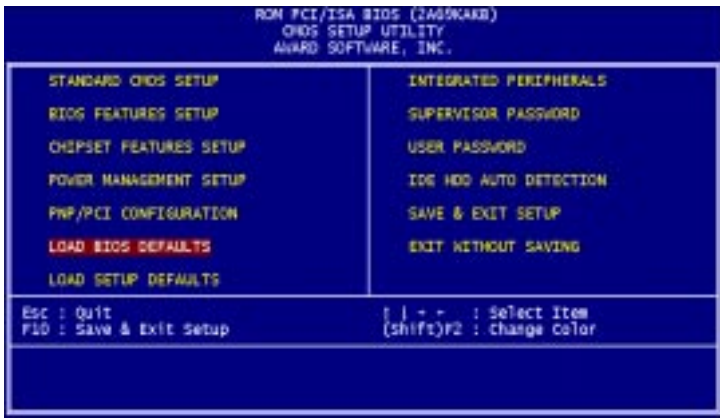 ROM PCI/ISA BIOS (2A69KAKB)
CMOS SETUP UTILITY
AWARD SOFTWARE, INC.
STANDARD CMOS SETUP
BIOS FEATURES SETUP
CHIPSET FEATURES SETUP
POWER MANAGEMENT SETUP
PNP/PCI CONFIGURATION
LOAD BIOS DEFAULTS
LOAD SETUP DEFAULTS
INTEGRATED PERIPHERALS
SUPERVISOR PASSWORD
USER PASSWORD
IDE HDD AUTO DETECTION
SAVE & EXIT SETUP
EXIT WITHOUT SAVING
Esc : Quit
F10 : Save & Exit Setup
: Select Item
(Shift)F2 : Change Color